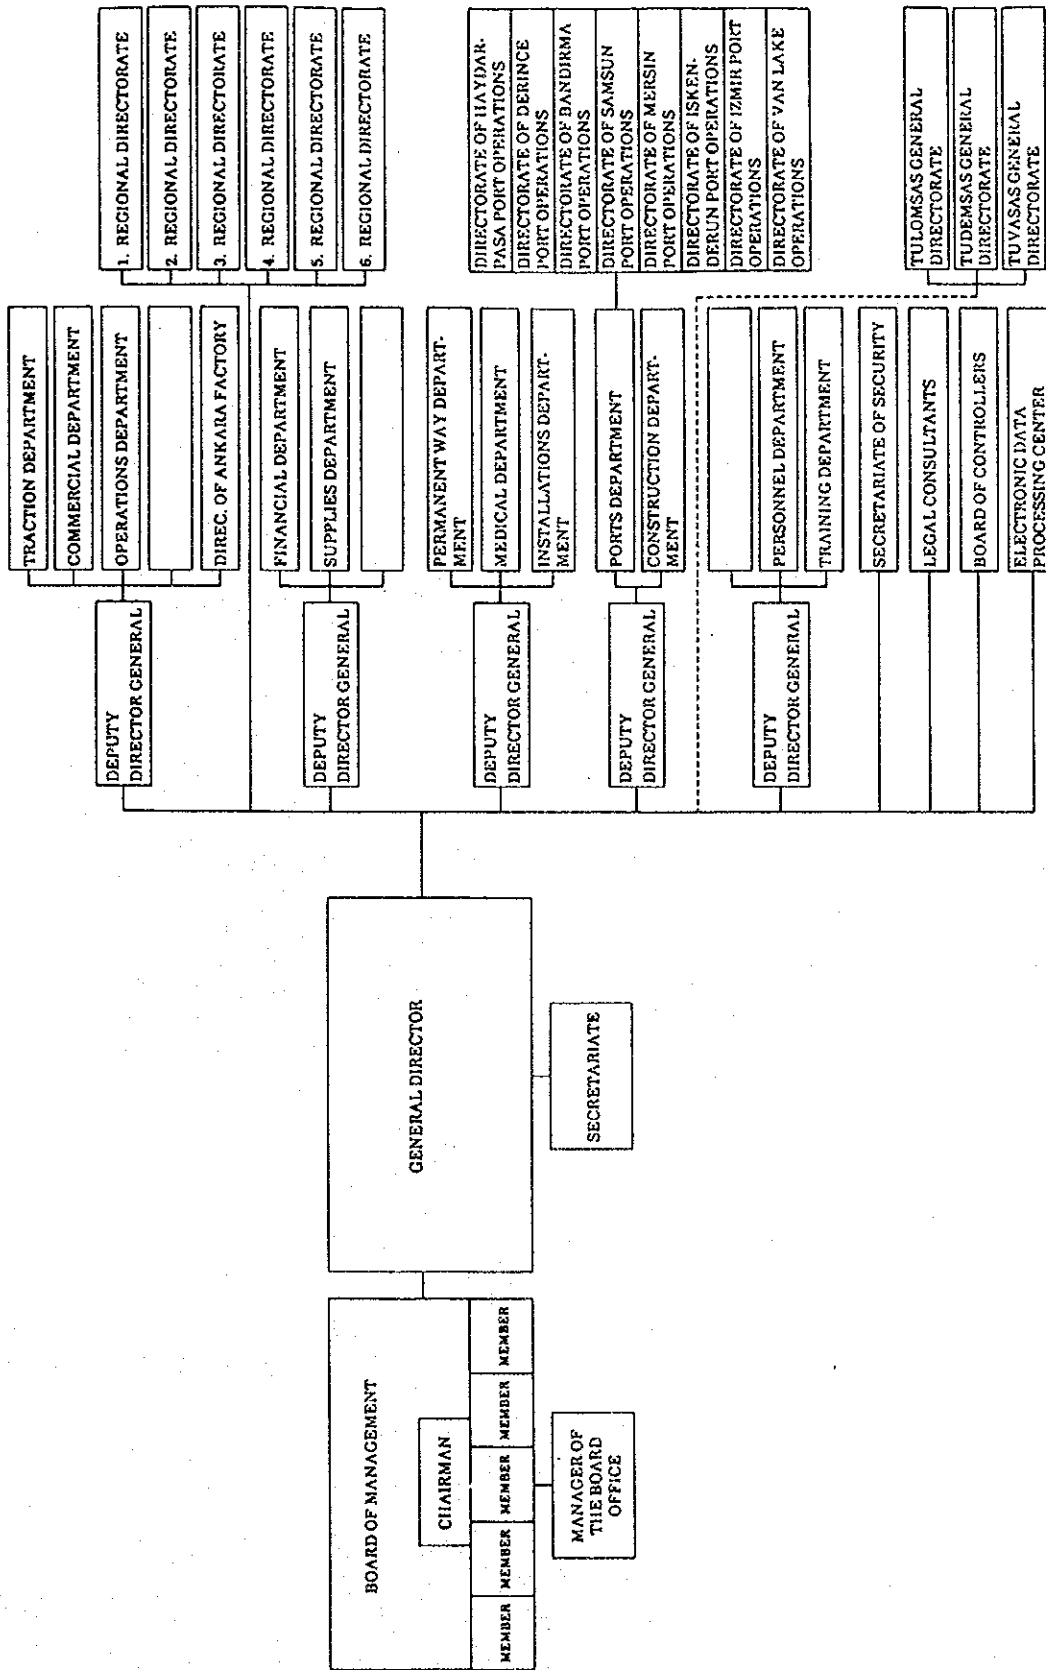 BOARD OF MANAGEMENT
CHAIRMAN
MEMBER
MEMBER
MEMBER
MEMBER
MEMBER
MANAGER OF
THE BOARD
OFFICE
GENERAL DIRECTOR
SECRETARIATE
DEPUTY
DIRECTOR GENERAL
TRACTION DEPARTMENT
COMMERCIAL DEPARTMENT
OPERATIONS DEPARTMENT
DIREC. OF ANKARA FACTORY
1. REGIONAL DIRECTORATE
2. REGIONAL DIRECTORATE
3. REGIONAL DIRECTORATE
4. REGIONAL DIRECTORATE
5. REGIONAL DIRECTORATE
6. REGIONAL DIRECTORATE
DEPUTY
DIRECTOR GENERAL
FINANCIAL DEPARTMENT
SUPPLIES DEPARTMENT
DEPUTY
DIRECTOR GENERAL
PERMANENT WAY DEPART-
MENT
MEDICAL DEPARTMENT
INSTALLATIONS DEPART-
MENT
DEPUTY
DIRECTOR GENERAL
PORTS DEPARTMENT
CONSTRUCTION DEPART-
MENT
DIRECTORATE OF HAYDAR-
PASA PORT OPERATIONS
DIRECTORATE OF DERINCE
PORT OPERATIONS
DIRECTORATE OF BANDIRMA
PORT OPERATIONS
DIRECTORATE OF SAMSUN
PORT OPERATIONS
DIRECTORATE OF MERSIN
PORT OPERATIONS
DIRECTORATE OF ISKEN-
DERUN PORT OPERATIONS
DIRECTORATE OF IZMIR PORT
OPERATIONS
DIRECTORATE OF VAN LAKE
OPERATIONS
DEPUTY
DIRECTOR GENERAL
PERSONNEL DEPARTMENT
TRAINING DEPARTMENT
SECRETARIATE OF SECURITY
LEGAL CONSULTANTS
BOARD OF CONTROLLERS
ELECTRONIC DATA
PROCESSING CENTER
TULOMSAS GENERAL
DIRECTORATE
TUDEMSAS GENERAL
DIRECTORATE
TUVASAS GENERAL
DIRECTORATE